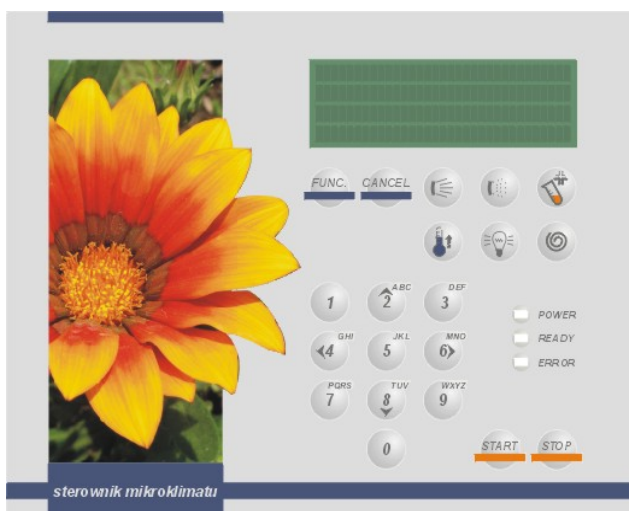 FUNC. CANCEL
1 2 ABC 3 DEF
POWER
4 GHI 5 JKL 6 MNO
READY
ERROR
7 PQRS 8 TUV 9 WXYZ
0 START STOP
sterownik mikroklimatu